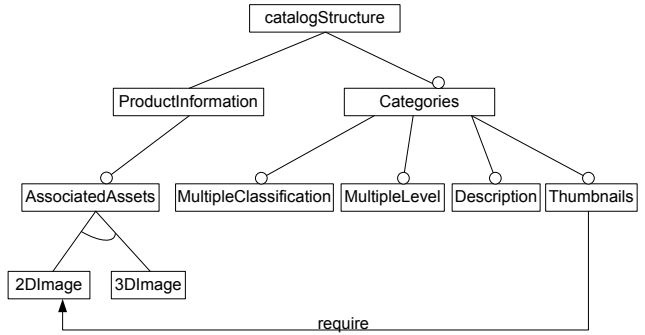 catalogStructure
ProductInformation
Categories
AssociatedAssets
MultipleClassification
MultipleLevel
Description
Thumbnails
2DImage
3DImage
require